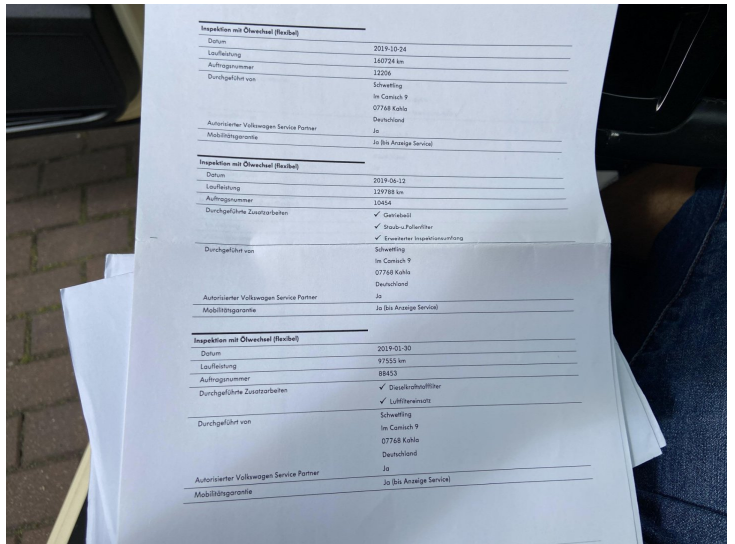 Inspektion mit Ölwechsel (flexibel)
Datum 2019-10-24
Laufleistung 160724 km
Auftragsnummer 12206
Durchgeführt von Schwettling
Im Camisch 9
07768 Kahla
Deutschland
Autorisierter Volkswagen Service Partner Ja
Mobilitätsgarantie Ja (bis Anzeige Service)
Inspektion mit Ölwechsel (flexibel)
Datum 2019-06-12
Laufleistung 129788 km
Auftragsnummer 10454
Durchgeführte Zusatzarbeiten ✓ Getriebeöl
✓ Staub-u.Pollenfilter
✓ Erweiterter Inspektionsumfang
Durchgeführt von Schwettling
Im Camisch 9
07768 Kahla
Deutschland
Autorisierter Volkswagen Service Partner Ja
Mobilitätsgarantie Ja (bis Anzeige Service)
Inspektion mit Ölwechsel (flexibel)
Datum 2019-01-30
Laufleistung 97555 km
Auftragsnummer 88453
Durchgeführte Zusatzarbeiten ✓ Dieselkraftstofffilter
✓ Luftfiltereinsatz
Durchgeführt von Schwettling
Im Camisch 9
07768 Kahla
Deutschland
Autorisierter Volkswagen Service Partner Ja
Mobilitätsgarantie Ja (bis Anzeige Service)